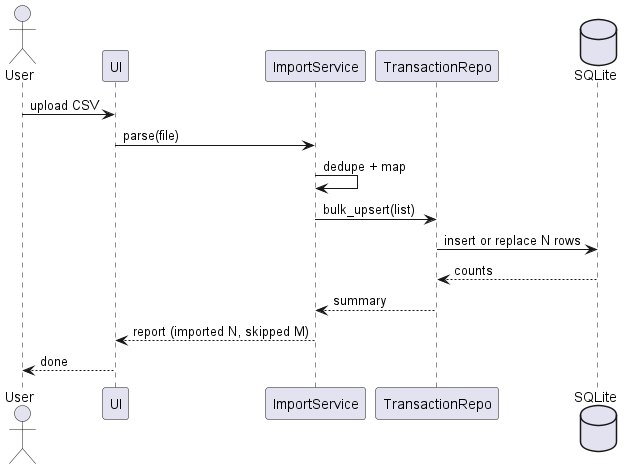 User
UI
ImportService
TransactionRepo
SQLite
upload CSV
parse(file)
dedupe + map
bulk_upsert(list)
insert or replace N rows
counts
summary
report (imported N, skipped M)
done
User
UI
ImportService
TransactionRepo
SQLite